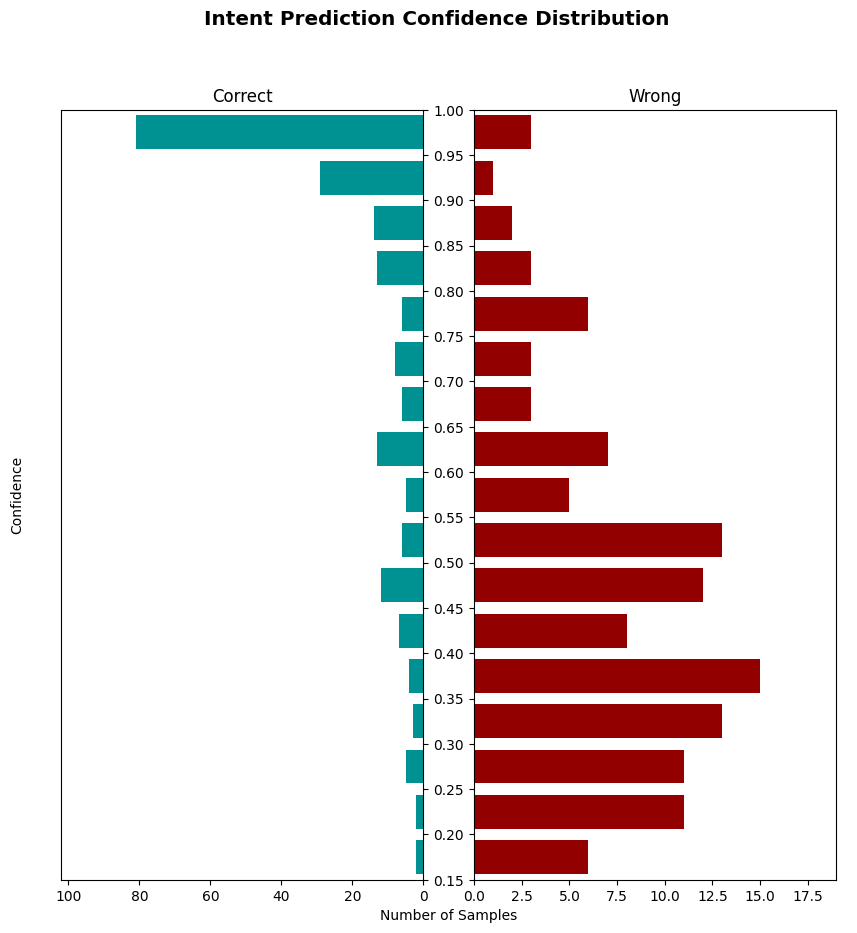 Intent Prediction Confidence Distribution
Correct
Wrong
1.00
0.95
0.90
0.85
0.80
0.75
0.70
0.65
0.60
0.55
0.50
0.45
0.40
0.35
0.30
0.25
0.20
0.15
Confidence
100 80 60 40 20 0
0.0 2.5 5.0 7.5 10.0 12.5 15.0 17.5
Number of Samples